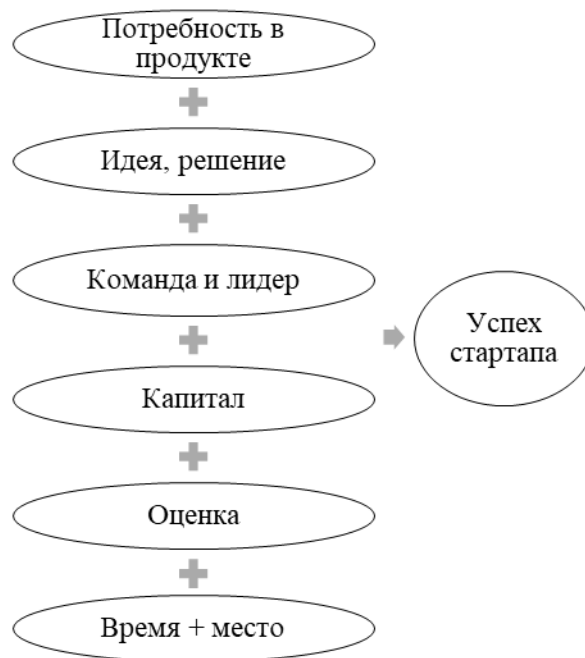 Потребность в
продукте
Идея, решение
Команда и лидер
Капитал
Оценка
Время + место
Успех
стартапа